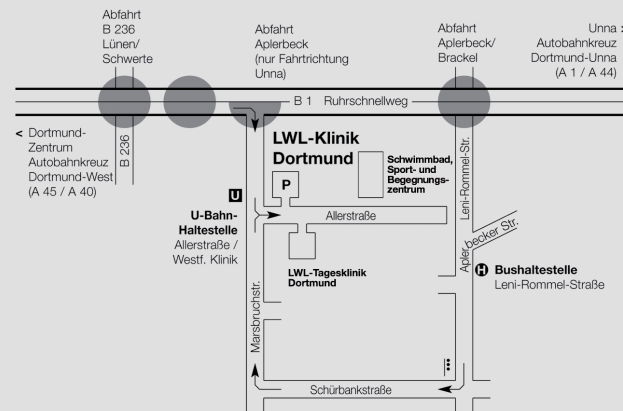 Abfahrt
B 236
Lünen/
Schwerte
Abfahrt
Aplerbeck
(nur Fahrtrichtung
Unna)
Abfahrt
Aplerbeck/
Brackel
Unna >
Autobahnkreuz
Dortmund-Unna
(A 1 / A 44)
B 1 Ruhrschnellweg
< Dortmund-
Zentrum
Autobahnkreuz
Dortmund-West
(A 45 / A 40)
B 236
LWL-Klinik
Dortmund
Schwimmbad,
Sport- und
Begegnungs-
zentrum
P
Leni-Rommel-Str.
U
U-Bahn-
Haltestelle
Allerstraße /
Westf. Klinik
Allerstraße
Aplerbecker Str.
LWL-Tagesklinik
Dortmund
H Bushaltestelle
Leni-Rommel-Straße
Marsbruchstr.
Schürbankstraße